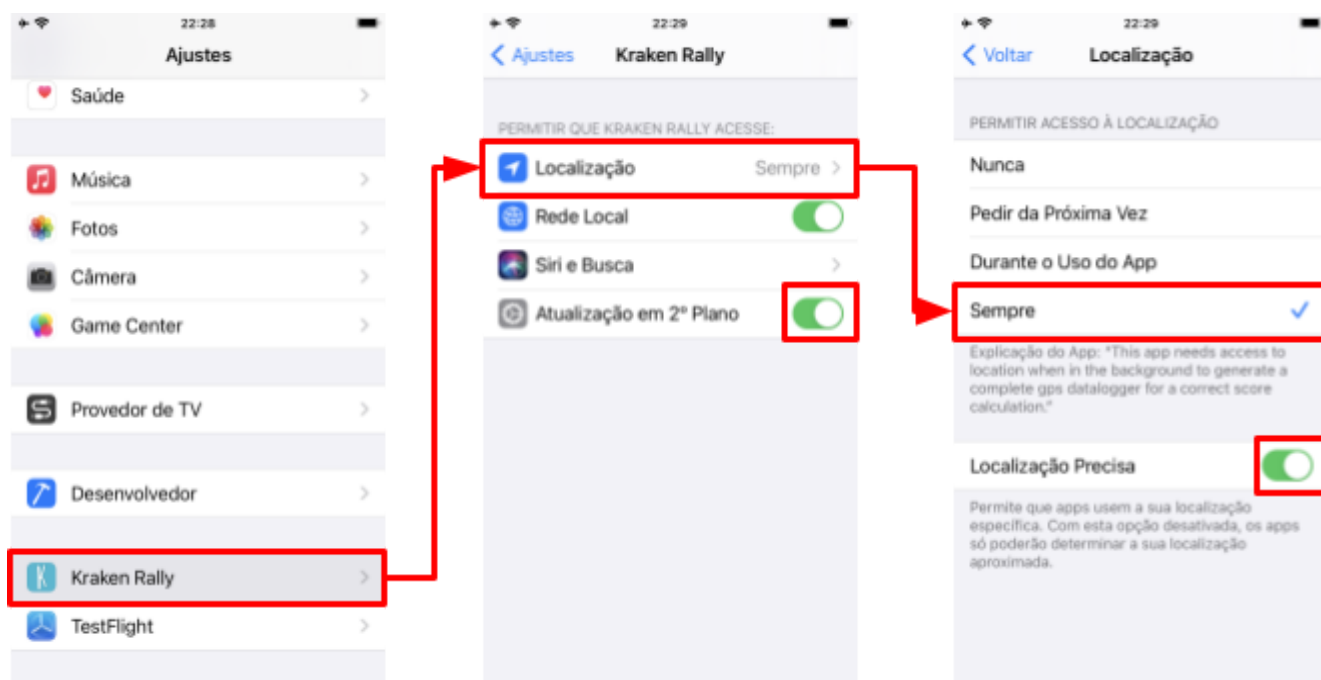 22:28
Ajustes
Saúde
Música
Fotos
Câmera
Game Center
Provedor de TV
Desenvolvedor
Kraken Rally
TestFlight
22:29
Ajustes Kraken Rally
PERMITIR QUE KRAKEN RALLY ACESSE:
Localização Sempre
Rede Local
Siri e Busca
Atualização em 2º Plano
22:29
Voltar Localização
PERMITIR ACESSO À LOCALIZAÇÃO
Nunca
Pedir da Próxima Vez
Durante o Uso do App
Sempre
Explicação do App: "This app needs access to
location when in the background to generate a
complete gps datalogger for a correct score
calculation."
Localização Precisa
Permite que apps usem a sua localização
específica. Com esta opção desativada, os apps
só poderão determinar a sua localização
aproximada.